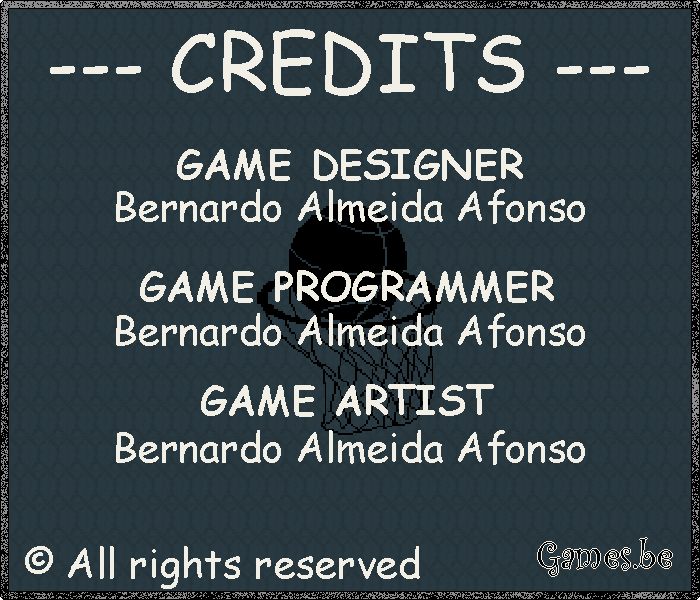 --- CREDITS ---
GAME DESIGNER
Bernardo Almeida Afonso
GAME PROGRAMMER
Bernardo Almeida Afonso
GAME ARTIST
Bernardo Almeida Afonso
© All rights reserved
Games.be